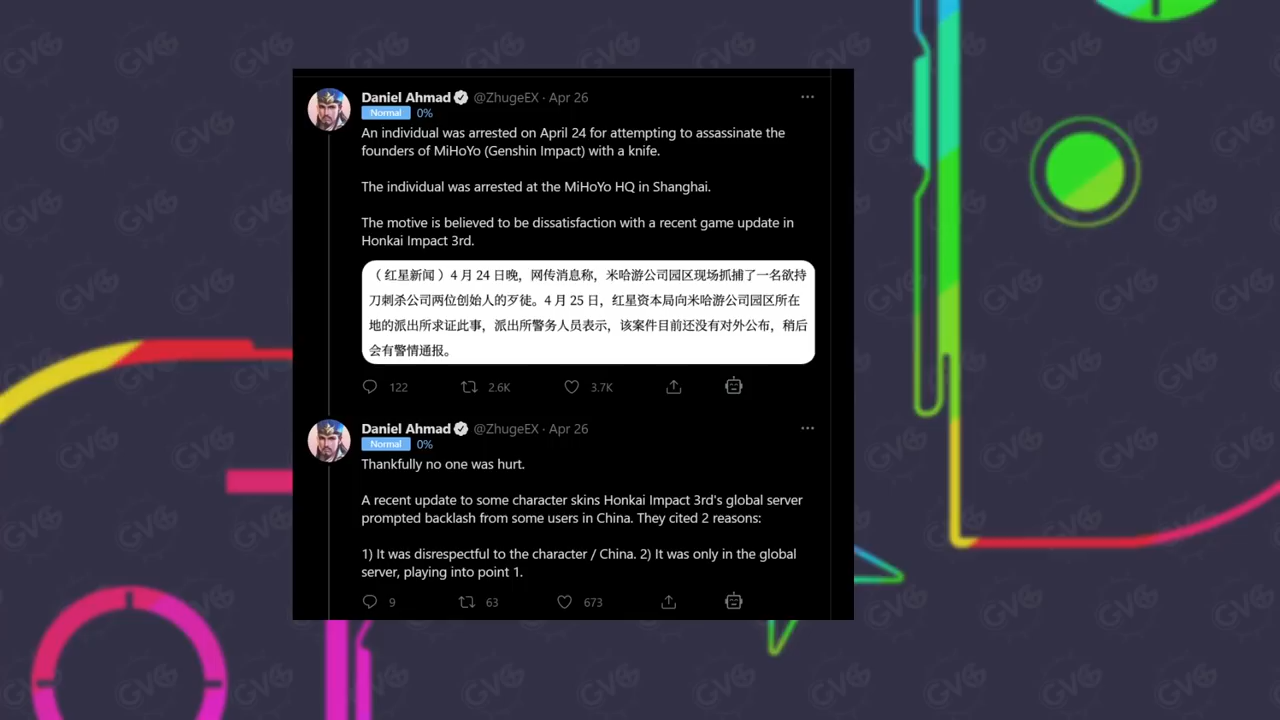 Daniel Ahmad @ZhugeEX · Apr 26
Normal 0%
An individual was arrested on April 24 for attempting to assassinate the
founders of MiHoYo (Genshin Impact) with a knife.
The individual was arrested at the MiHoYo HQ in Shanghai.
The motive is believed to be dissatisfaction with a recent game update in
Honkai Impact 3rd.
（红星新闻）4 月 24 日晚，网传消息称，米哈游公司园区现场抓捕了一名欲持
刀刺杀公司两位创始人的歹徒。4 月 25 日，红星资本局向米哈游公司园区所在
地的派出所求证此事，派出所警务人员表示，该案件目前还没有对外公布，稍后
会有警情通报。
122 2.6K 3.7K
Daniel Ahmad @ZhugeEX · Apr 26
Normal 0%
Thankfully no one was hurt.
A recent update to some character skins Honkai Impact 3rd's global server
prompted backlash from some users in China. They cited 2 reasons:
1) It was disrespectful to the character / China. 2) It was only in the global
server, playing into point 1.
9 63 673